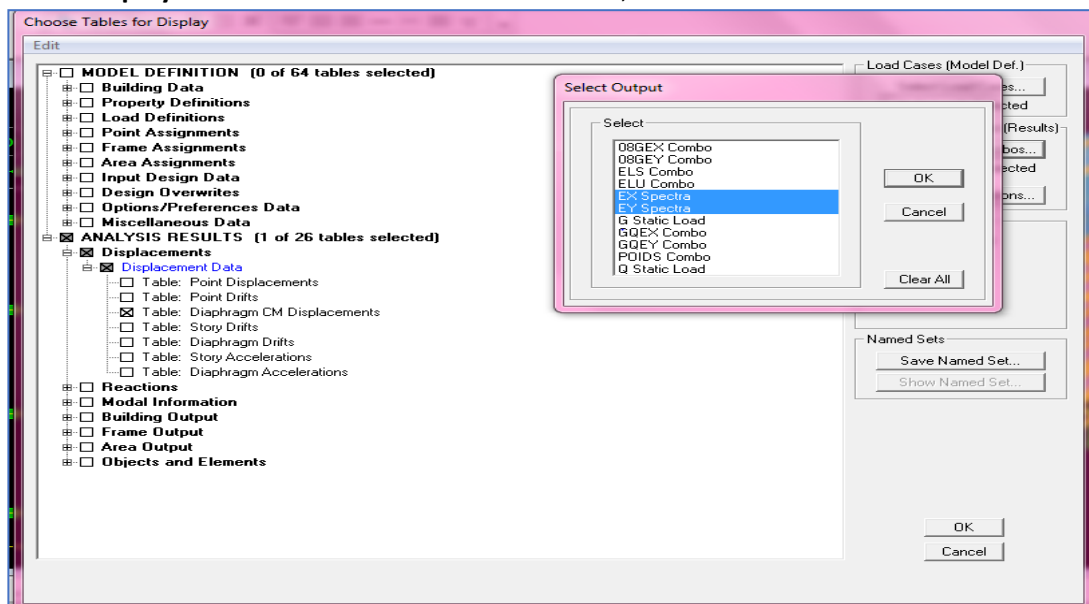 Choose Tables for Display
Edit
MODEL DEFINITION (0 of 64 tables selected)
Building Data
Property Definitions
Load Definitions
Point Assignments
Frame Assignments
Area Assignments
Input Design Data
Design Overwrites
Options/Preferences Data
Miscellaneous Data
ANALYSIS RESULTS (1 of 26 tables selected)
Displacements
Displacement Data
Table: Point Displacements
Table: Point Drifts
Table: Diaphragm CM Displacements
Table: Story Drifts
Table: Diaphragm Drifts
Table: Story Accelerations
Table: Diaphragm Accelerations
Reactions
Modal Information
Building Output
Frame Output
Area Output
Objects and Elements
Select Output
Select
08GEX Combo
08GEY Combo
ELS Combo
ELU Combo
EX Spectra
EY Spectra
G Static Load
GQEX Combo
GQEY Combo
POIDS Combo
Q Static Load
OK
Cancel
Clear All
Load Cases (Model Def.)
(Results)
Named Sets
Save Named Set...
Show Named Set...
OK
Cancel